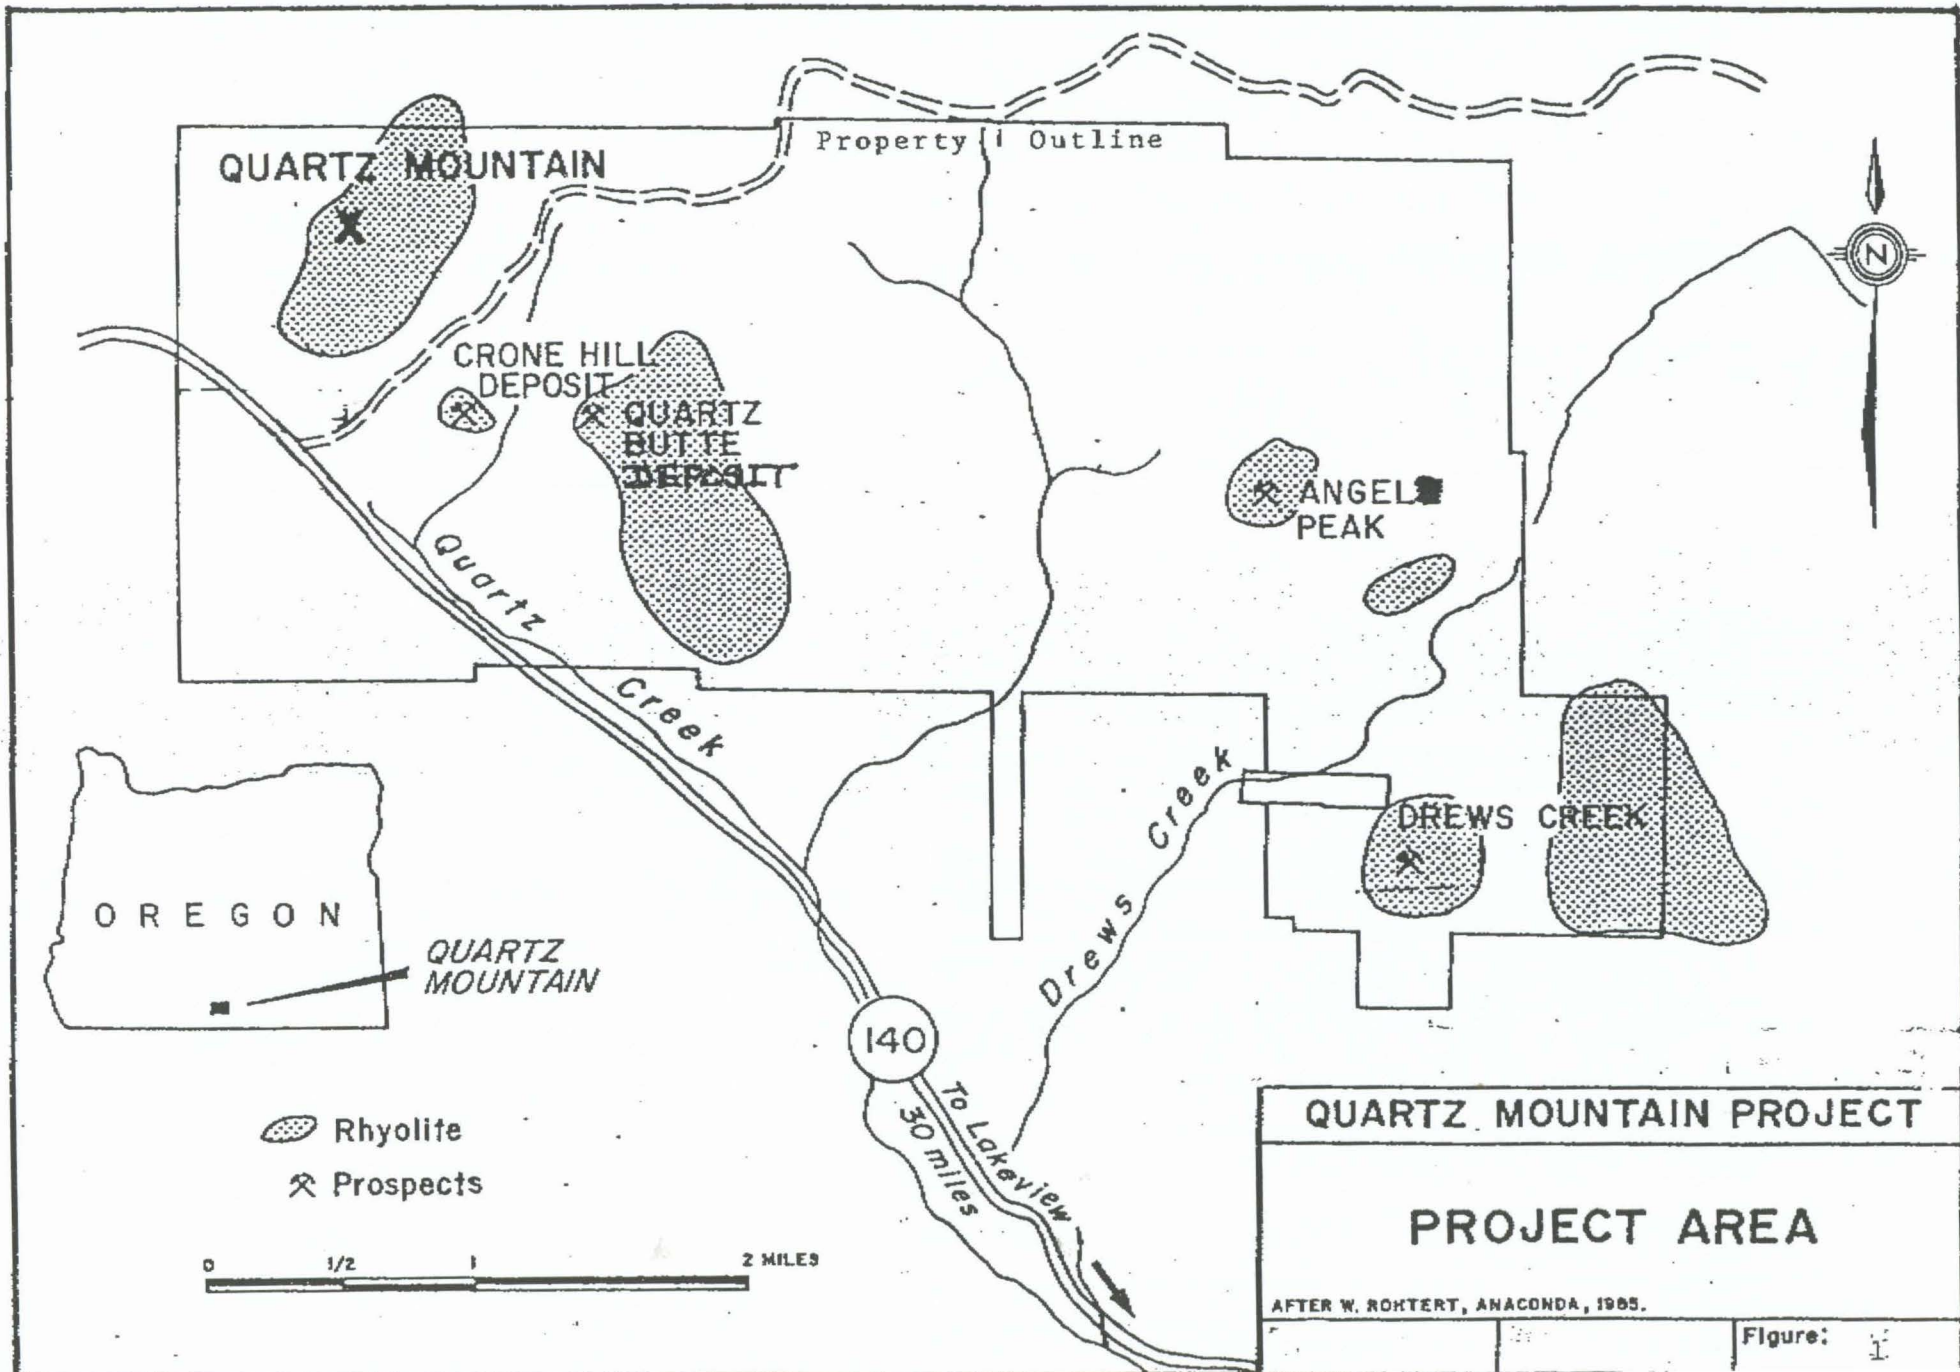 Property Outline
QUARTZ MOUNTAIN
N
CRONE HILL
DEPOSIT
QUARTZ
BUTTE
DEPOSIT
ANGEL
PEAK
Quartz Creek
Drews Creek
DREWS CREEK
OREGON
QUARTZ
MOUNTAIN
140
To Lakeview
30 miles
Rhyolite
Prospects
0 1/2 1 2 MILES
QUARTZ MOUNTAIN PROJECT
PROJECT AREA
AFTER W. ROHTERT, ANACONDA, 1985.
Figure: 1